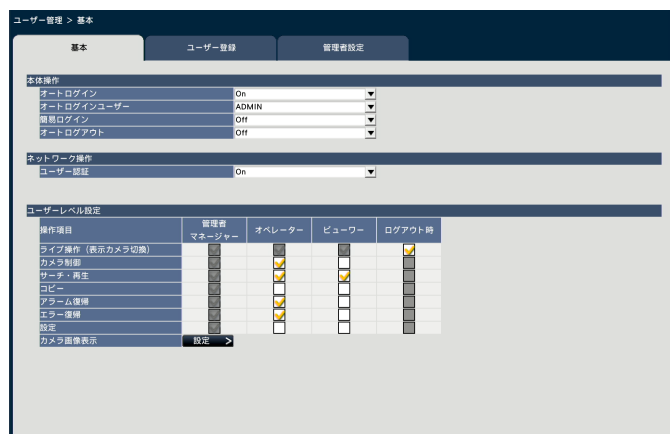 ユーザー管理 > 基本
基本 ユーザー登録 管理者設定
本体操作
オートログイン On
オートログインユーザー ADMIN
簡易ログイン Off
オートログアウト Off
ネットワーク操作
ユーザー認証 On
ユーザーレベル設定
操作項目 管理者 マネージャー オペレーター ビューワー ログアウト時
ライブ操作（表示カメラ切換）
カメラ制御
サーチ・再生
コピー
アラーム復帰
エラー復帰
設定
カメラ画像表示 設定 >